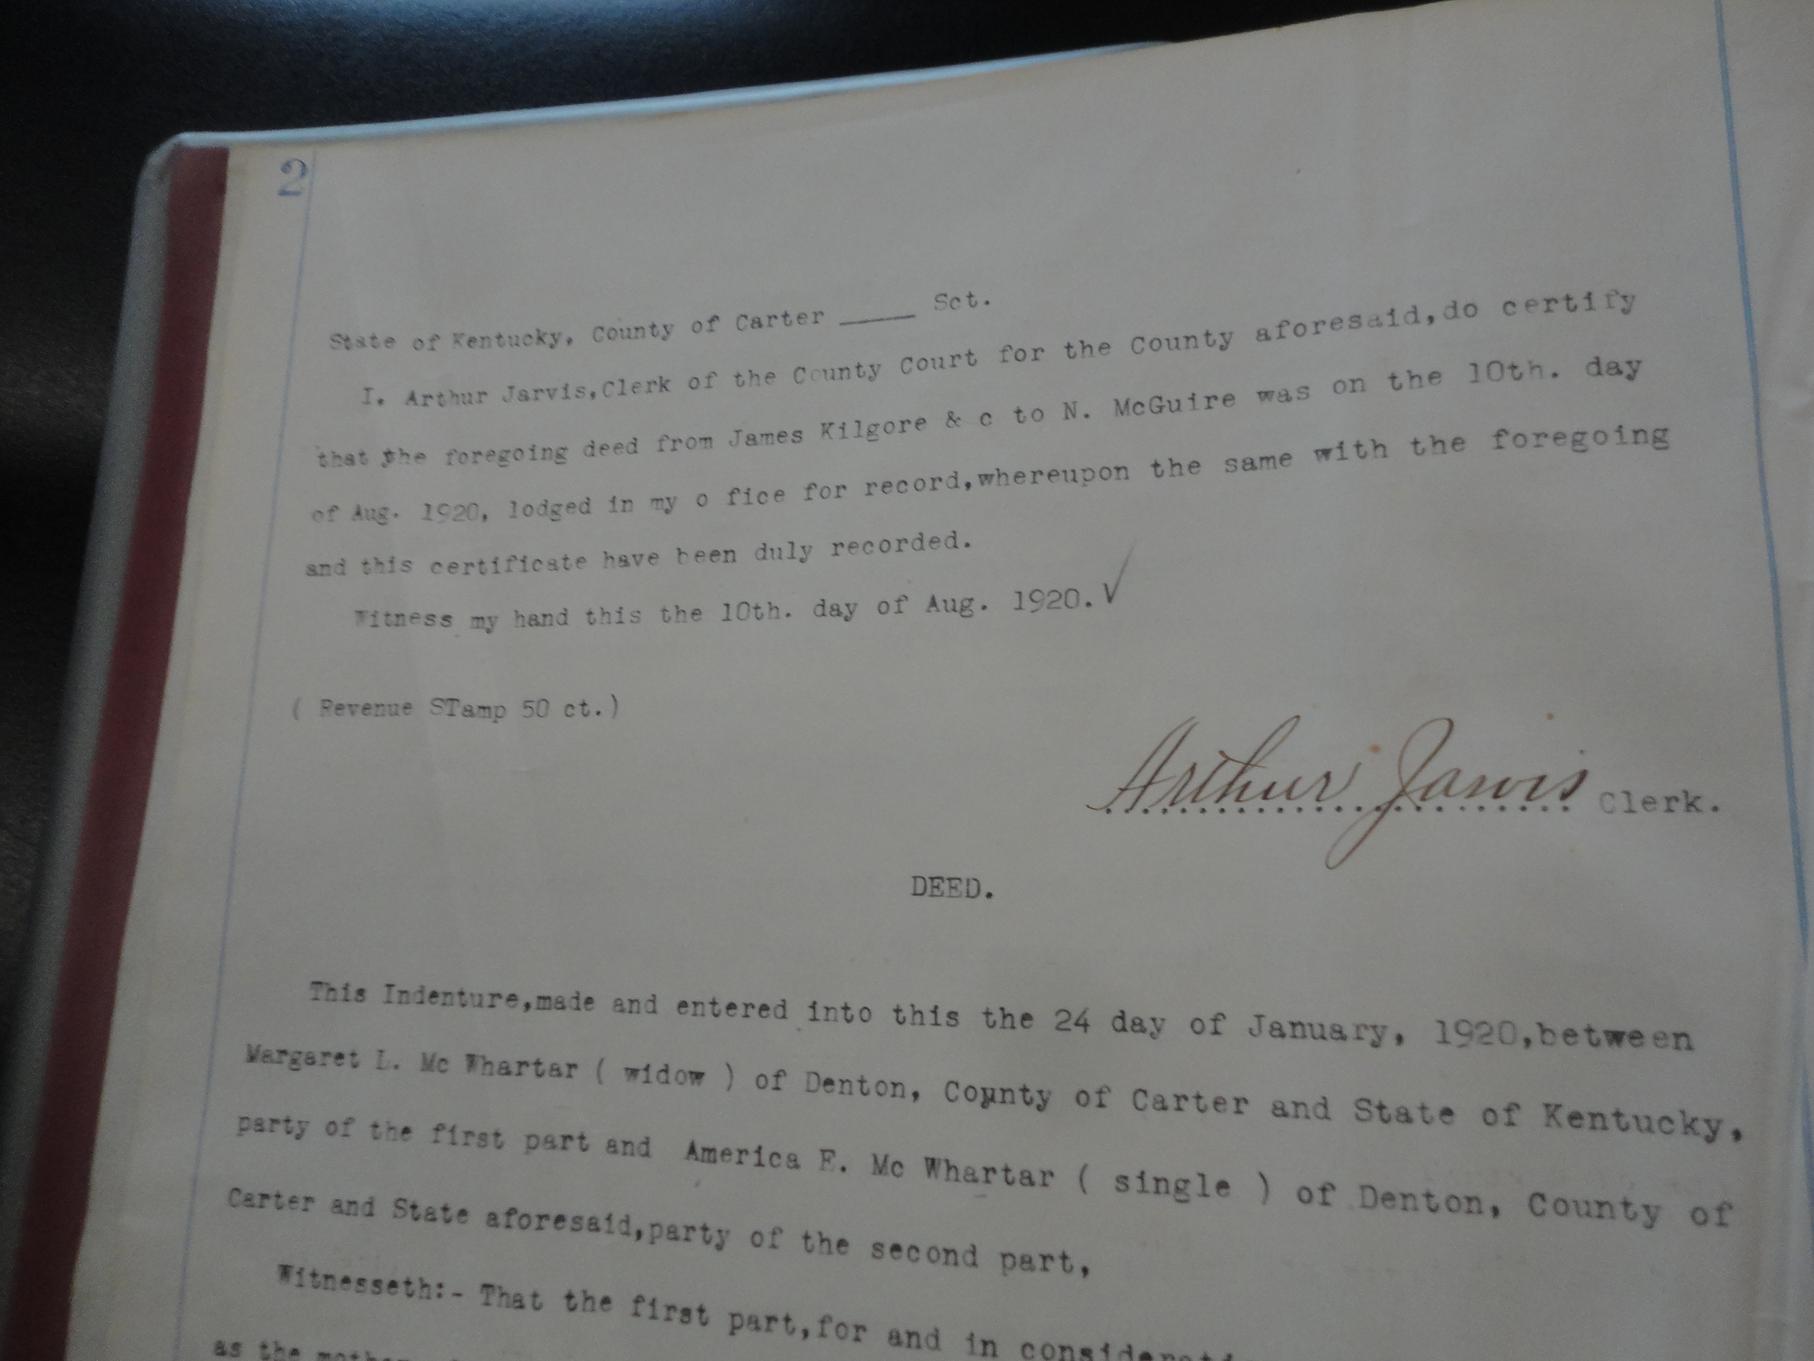 2
State of Kentucky, County of Carter _____ Sct.
I. Arthur Jarvis,Clerk of the County Court for the County aforesaid,do certify
that the foregoing deed from James Kilgore & c to N. McGuire was on the 10th. day
of Aug. 1920, lodged in my o fice for record,whereupon the same with the foregoing
and this certificate have been duly recorded.
Witness my hand this the 10th. day of Aug. 1920. ✓
( Revenue STamp 50 ct.)
Arthur Jarvis Clerk.
DEED.
This Indenture,made and entered into this the 24 day of January, 1920,between
Margaret L. Mc Whartar ( widow ) of Denton, County of Carter and State of Kentucky,
party of the first part and America E. Mc Whartar ( single ) of Denton, County of
Carter and State aforesaid,party of the second part,
Witnesseth:- That the first part,for and in
as the